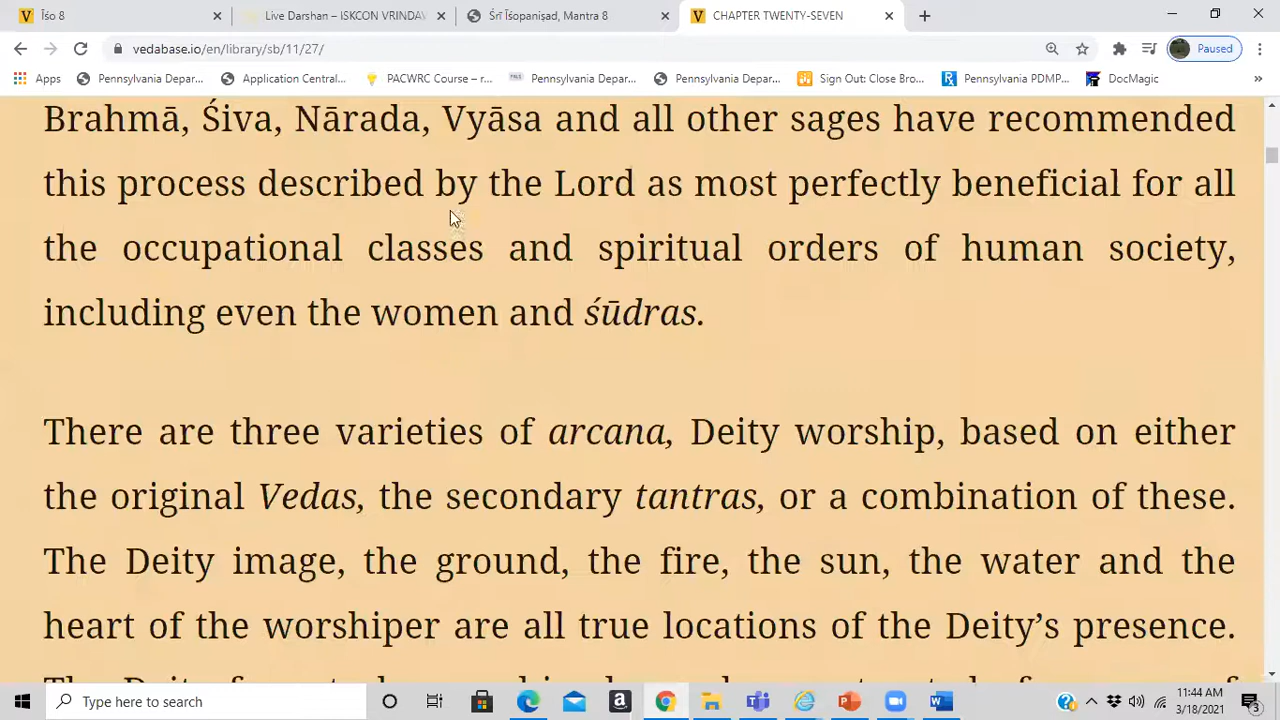 Īśo 8
Live Darshan – ISKCON VRINDAV
Śrī Īśopaniṣad, Mantra 8
CHAPTER TWENTY-SEVEN
vedabase.io/en/library/sb/11/27/
Paused
Apps
Pennsylvania Depar...
Application Central...
PACWRC Course – r...
Pennsylvania Depar...
Pennsylvania Depar...
Sign Out: Close Bro...
Pennsylvania PDMP...
DocMagic
»
Brahmā, Śiva, Nārada, Vyāsa and all other sages have recommended
this process described by the Lord as most perfectly beneficial for all
the occupational classes and spiritual orders of human society,
including even the women and śūdras.
There are three varieties of arcana, Deity worship, based on either
the original Vedas, the secondary tantras, or a combination of these.
The Deity image, the ground, the fire, the sun, the water and the
heart of the worshiper are all true locations of the Deity’s presence.
Type here to search
11:44 AM
3/18/2021
3